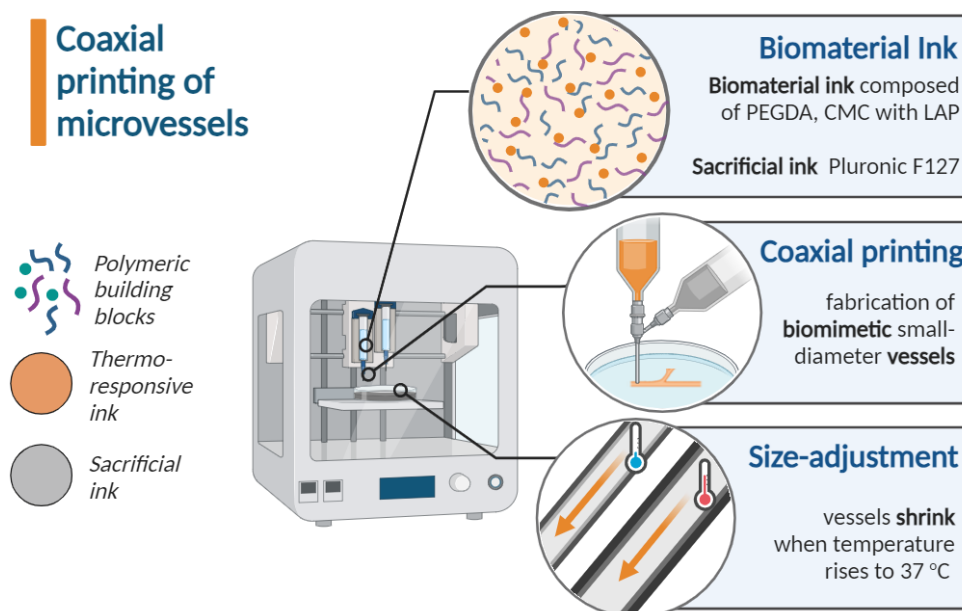 Coaxial
printing of
microvessels
Polymeric
building
blocks
Thermo-
responsive
ink
Sacrificial
ink
Biomaterial Ink
Biomaterial ink composed
of PEGDA, CMC with LAP
Sacrificial ink Pluronic F127
Coaxial printing
fabrication of
biomimetic small-
diameter vessels
Size-adjustment
vessels shrink
when temperature
rises to 37 °C